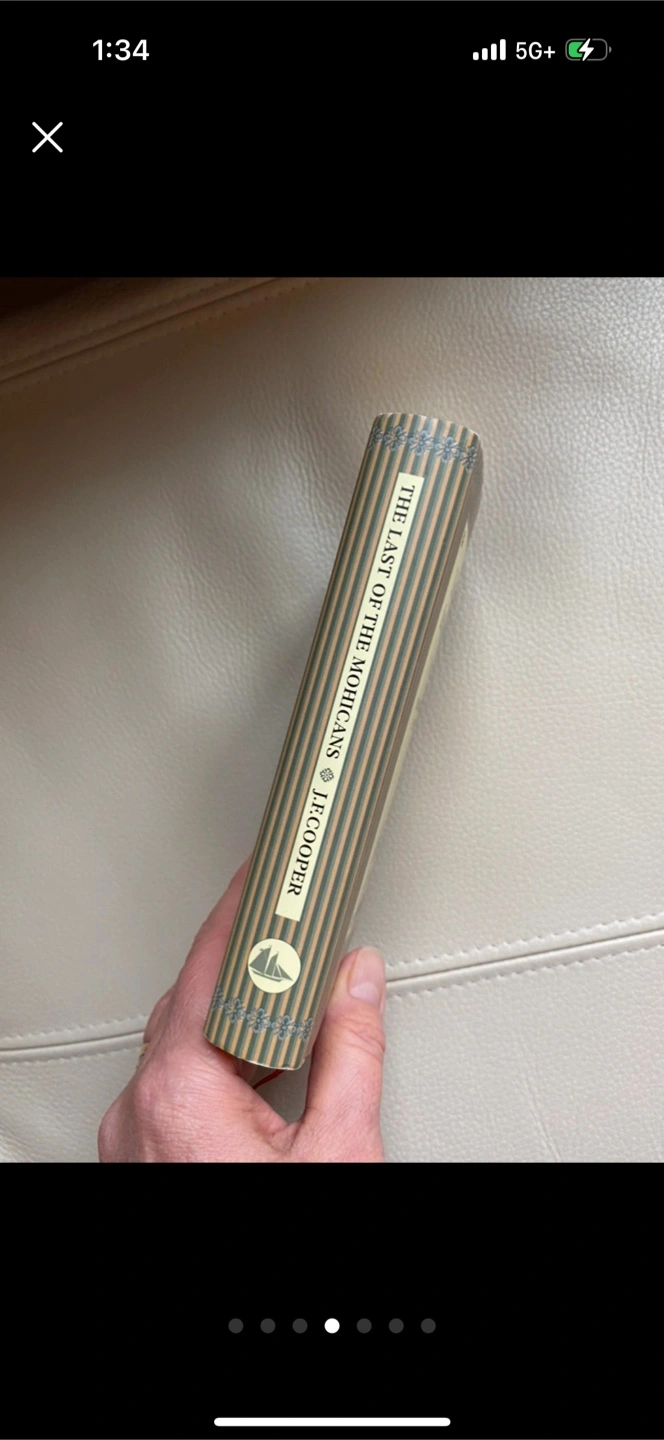 1:34
5G+
THE LAST OF THE MOHICANS J.F.COOPER